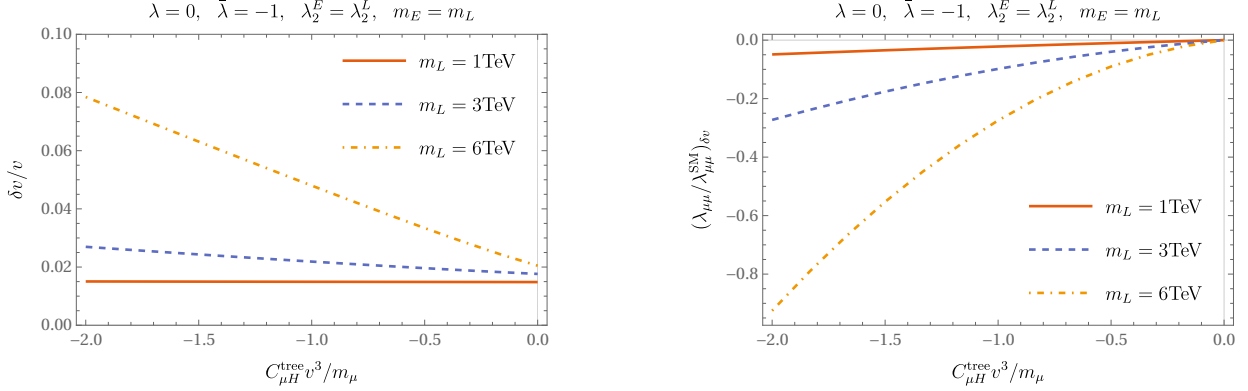 λ = 0, λ̄ = −1, λ₂ᴱ = λ₂ᴸ, m_E = m_L
0.10
0.08
0.06
0.04
0.02
0.00
δv/v
m_L = 1TeV
m_L = 3TeV
m_L = 6TeV
−2.0 −1.5 −1.0 −0.5 0.0
C_{μH}^{tree} v³/m_μ
λ = 0, λ̄ = −1, λ₂ᴱ = λ₂ᴸ, m_E = m_L
0.0
−0.2
−0.4
−0.6
−0.8
(λ_{μμ}/λ_{μμ}^{SM})_{δv}
m_L = 1TeV
m_L = 3TeV
m_L = 6TeV
−2.0 −1.5 −1.0 −0.5 0.0
C_{μH}^{tree} v³/m_μ